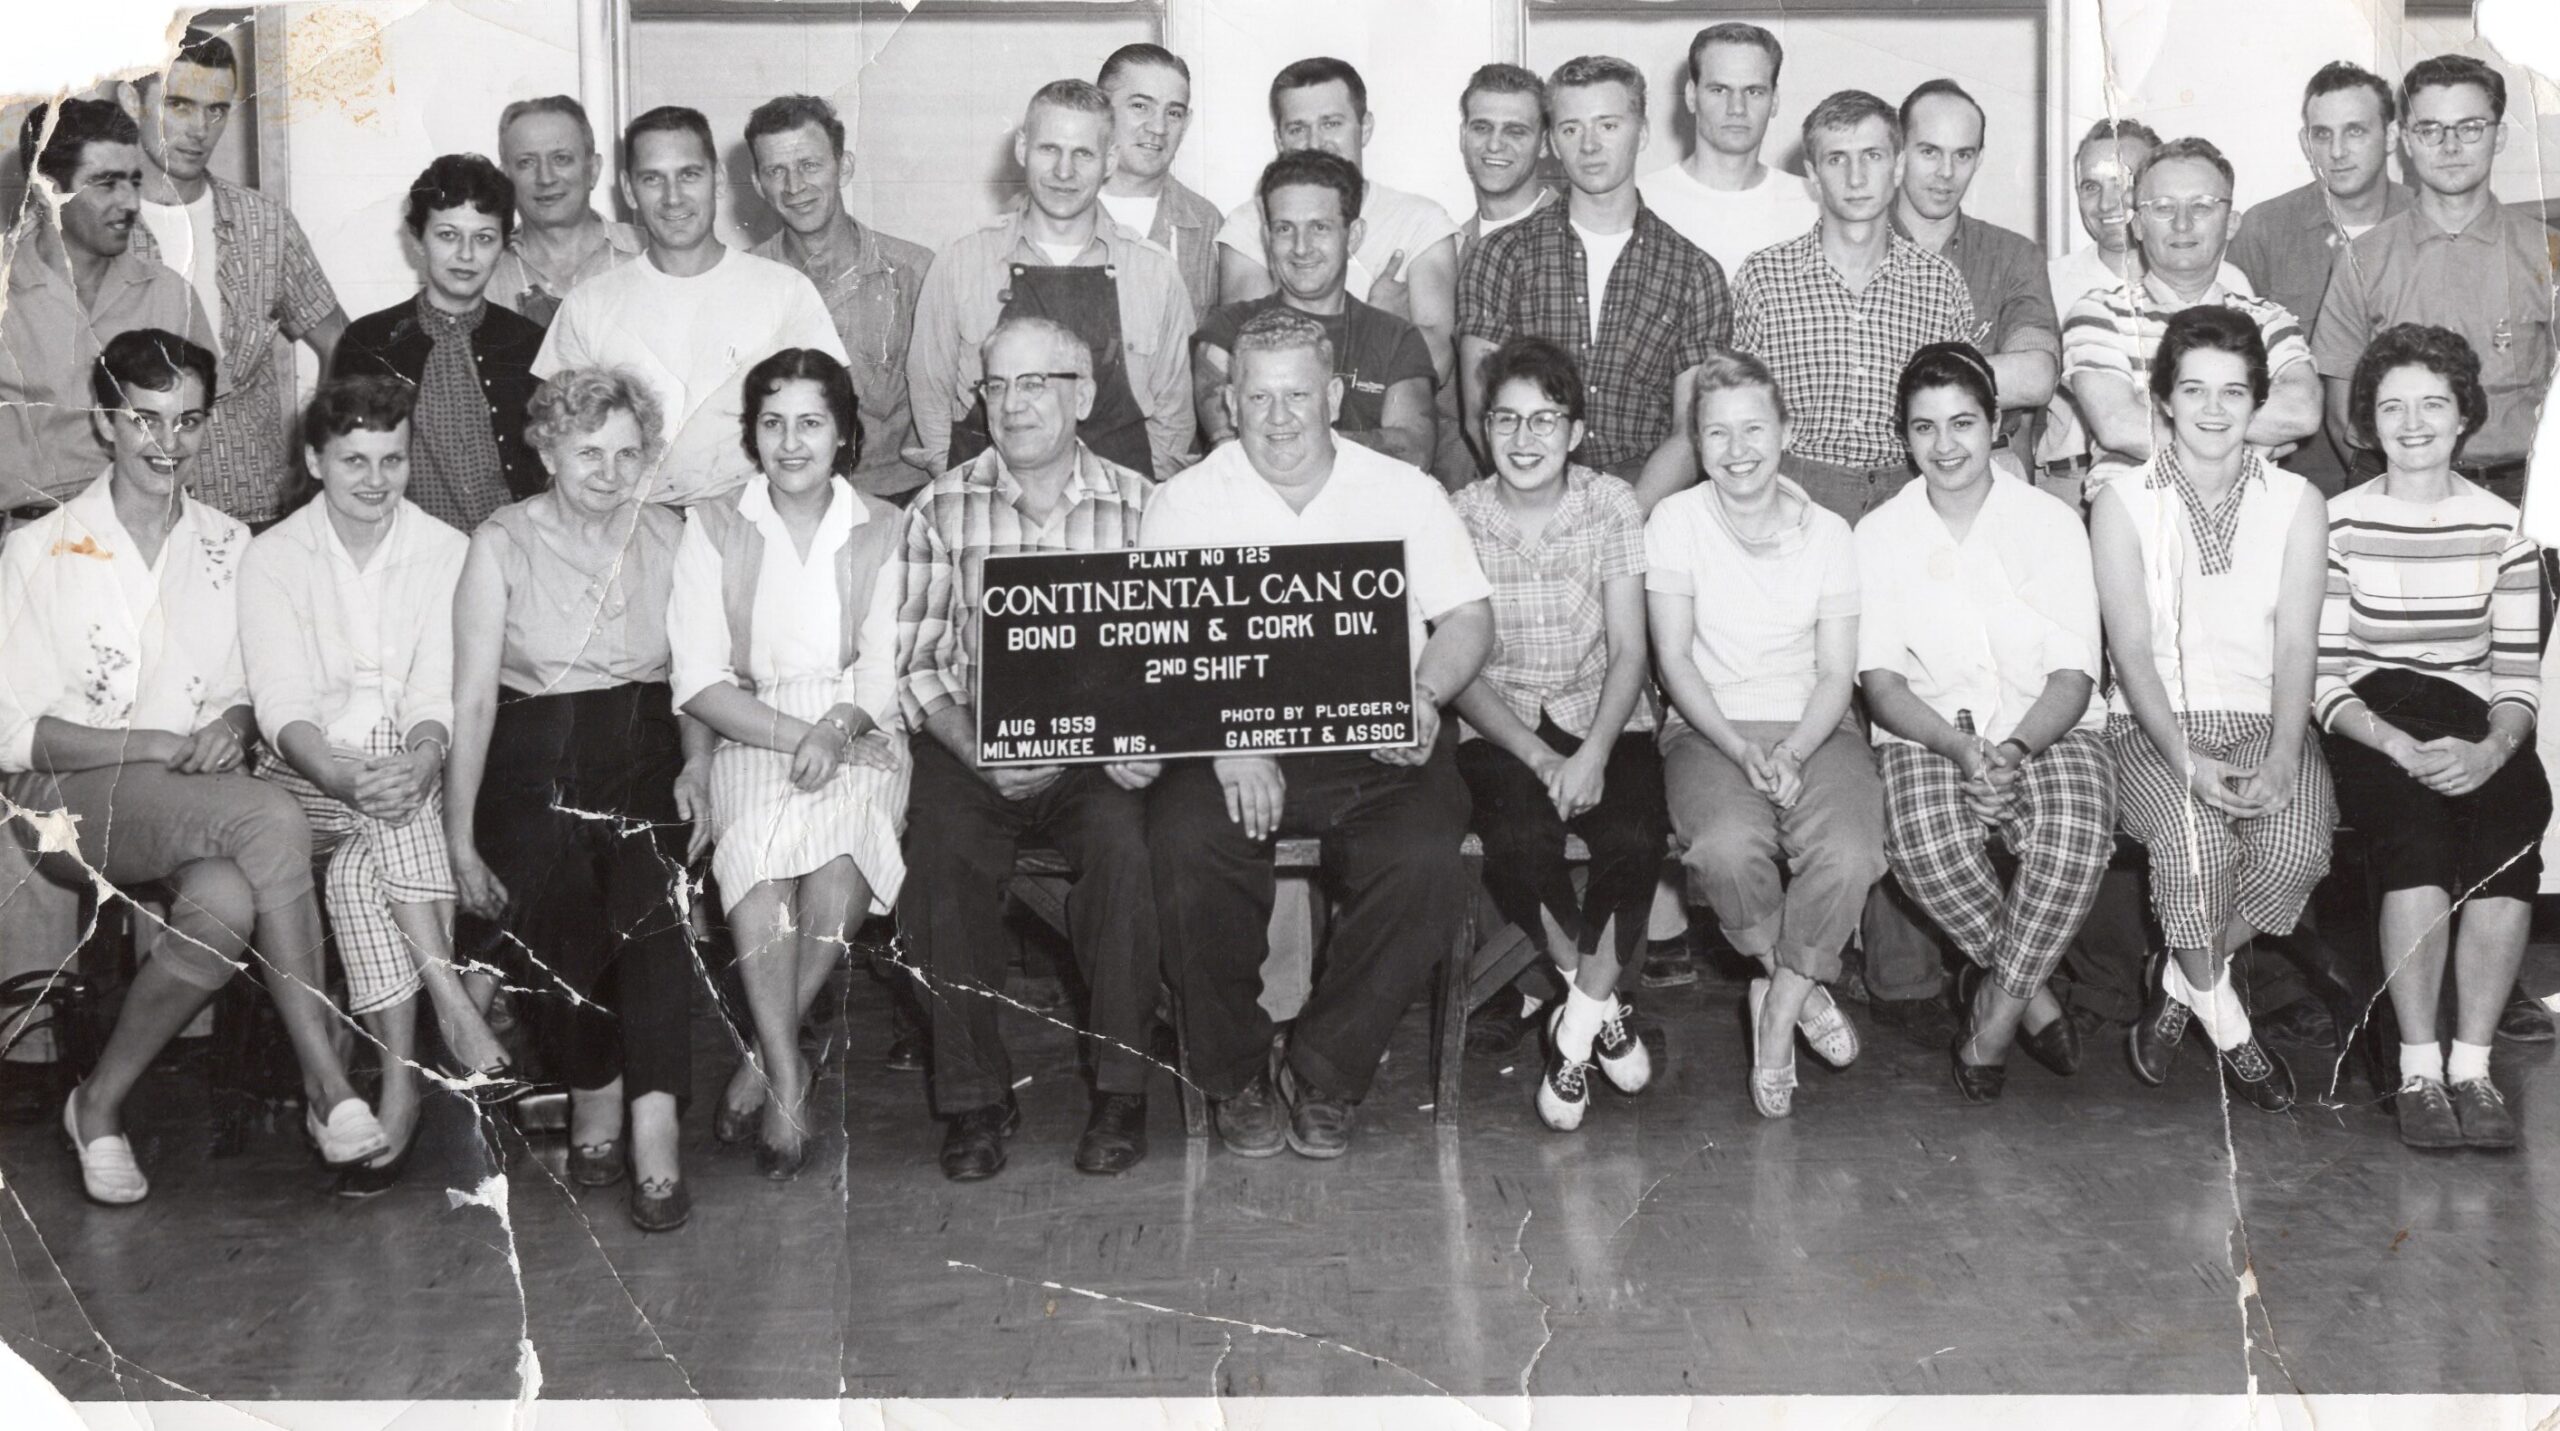 PLANT NO 125
CONTINENTAL CAN CO
BOND CROWN & CORK DIV.
2ND SHIFT
AUG 1959
MILWAUKEE WIS.
PHOTO BY PLOEGER OF
GARRETT & ASSOC